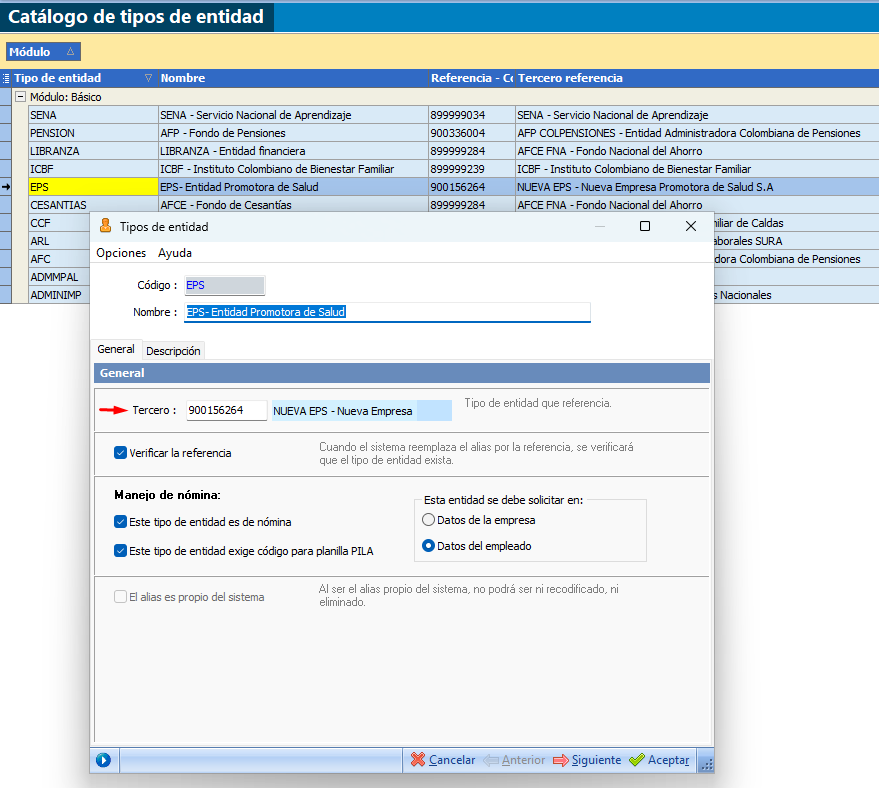 Catálogo de tipos de entidad
Módulo
Tipo de entidad Nombre Referencia - Có Tercero referencia
Módulo: Básico
SENA SENA - Servicio Nacional de Aprendizaje 899999034 SENA - Servicio Nacional de Aprendizaje
PENSION AFP - Fondo de Pensiones 900336004 AFP COLPENSIONES - Entidad Administradora Colombiana de Pensiones
LIBRANZA LIBRANZA - Entidad financiera 899999284 AFCE FNA - Fondo Nacional del Ahorro
ICBF ICBF - Instituto Colombiano de Bienestar Familiar 899999239 ICBF - Instituto Colombiano de Bienestar Familiar
EPS EPS- Entidad Promotora de Salud 900156264 NUEVA EPS - Nueva Empresa Promotora de Salud S.A
CESANTIAS AFCE - Fondo de Cesantías 899999284 AFCE FNA - Fondo Nacional del Ahorro
CCF iliar de Caldas
ARL aborales SURA
AFC dora Colombiana de Pensiones
ADMMPAL
ADMINIMP s Nacionales
Tipos de entidad
Opciones Ayuda
Código : EPS
Nombre : EPS- Entidad Promotora de Salud
General Descripción
General
Tercero : 900156264 NUEVA EPS - Nueva Empresa Tipo de entidad que referencia.
Verificar la referencia Cuando el sistema reemplaza el alias por la referencia, se verificará
que el tipo de entidad exista.
Manejo de nómina:
Este tipo de entidad es de nómina
Este tipo de entidad exige código para planilla PILA
Esta entidad se debe solicitar en:
Datos de la empresa
Datos del empleado
El alias es propio del sistema Al ser el alias propio del sistema, no podrá ser ni recodificado, ni
eliminado.
Cancelar Anterior Siguiente Aceptar